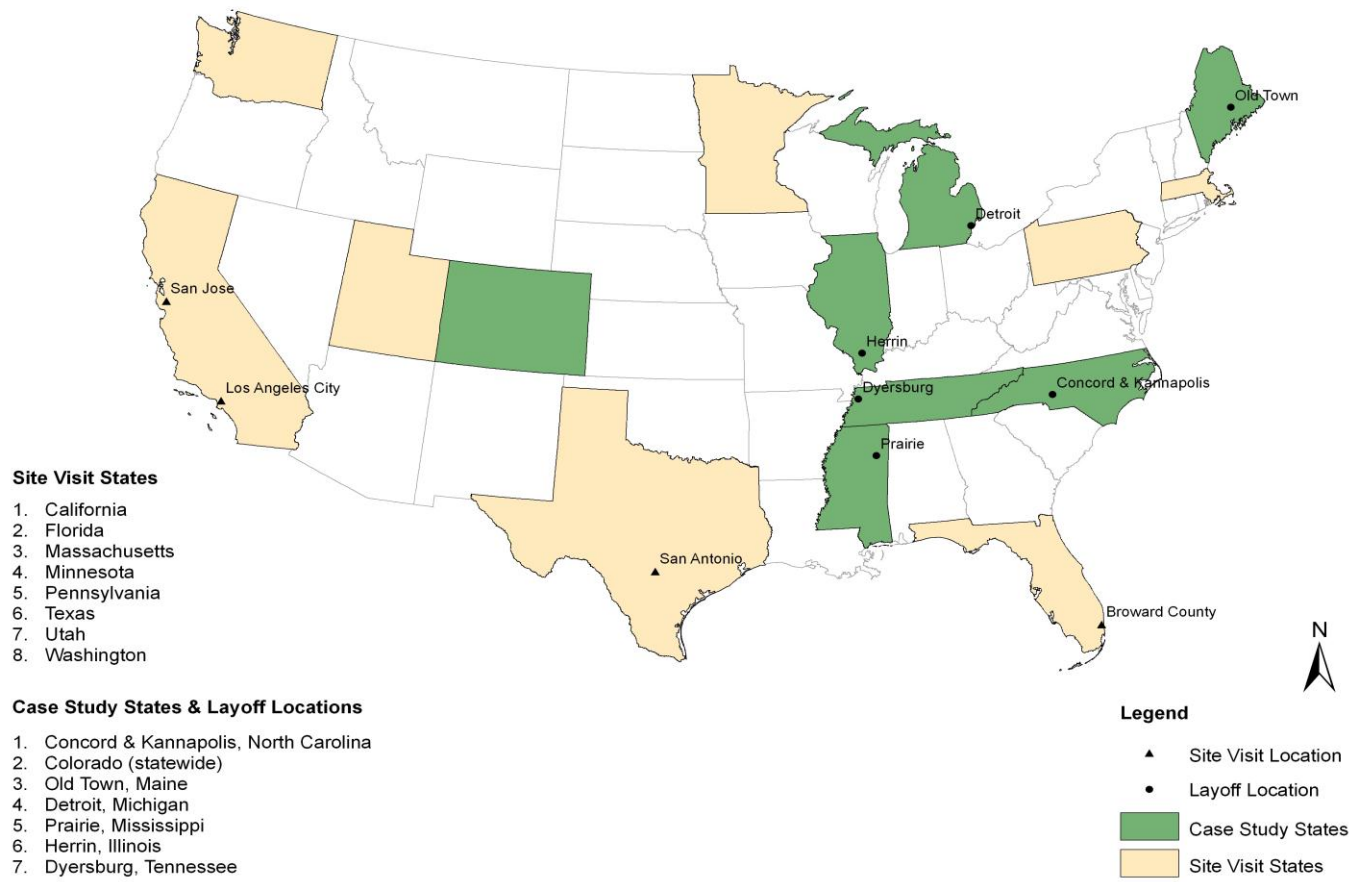 Old Town
Detroit
San Jose
Herrin
Los Angeles City
Dyersburg
Concord & Kannapolis
Prairie
San Antonio
Broward County
N
Site Visit States
1. California
2. Florida
3. Massachusetts
4. Minnesota
5. Pennsylvania
6. Texas
7. Utah
8. Washington
Case Study States & Layoff Locations
1. Concord & Kannapolis, North Carolina
2. Colorado (statewide)
3. Old Town, Maine
4. Detroit, Michigan
5. Prairie, Mississippi
6. Herrin, Illinois
7. Dyersburg, Tennessee
Legend
Site Visit Location
Layoff Location
Case Study States
Site Visit States